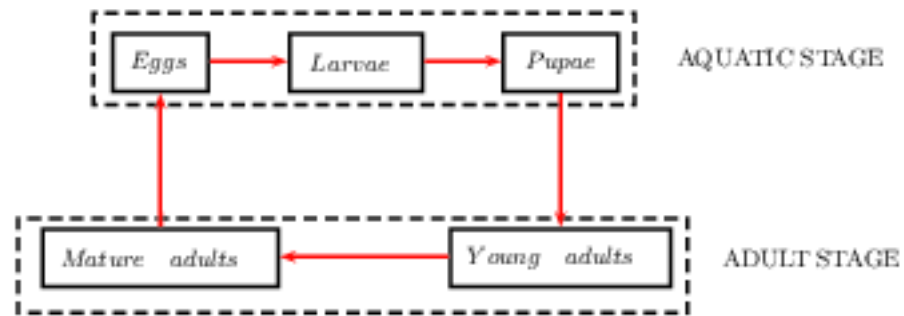 Eggs
Larvae
Pupae
AQUATIC STAGE
Mature adults
Young adults
ADULT STAGE